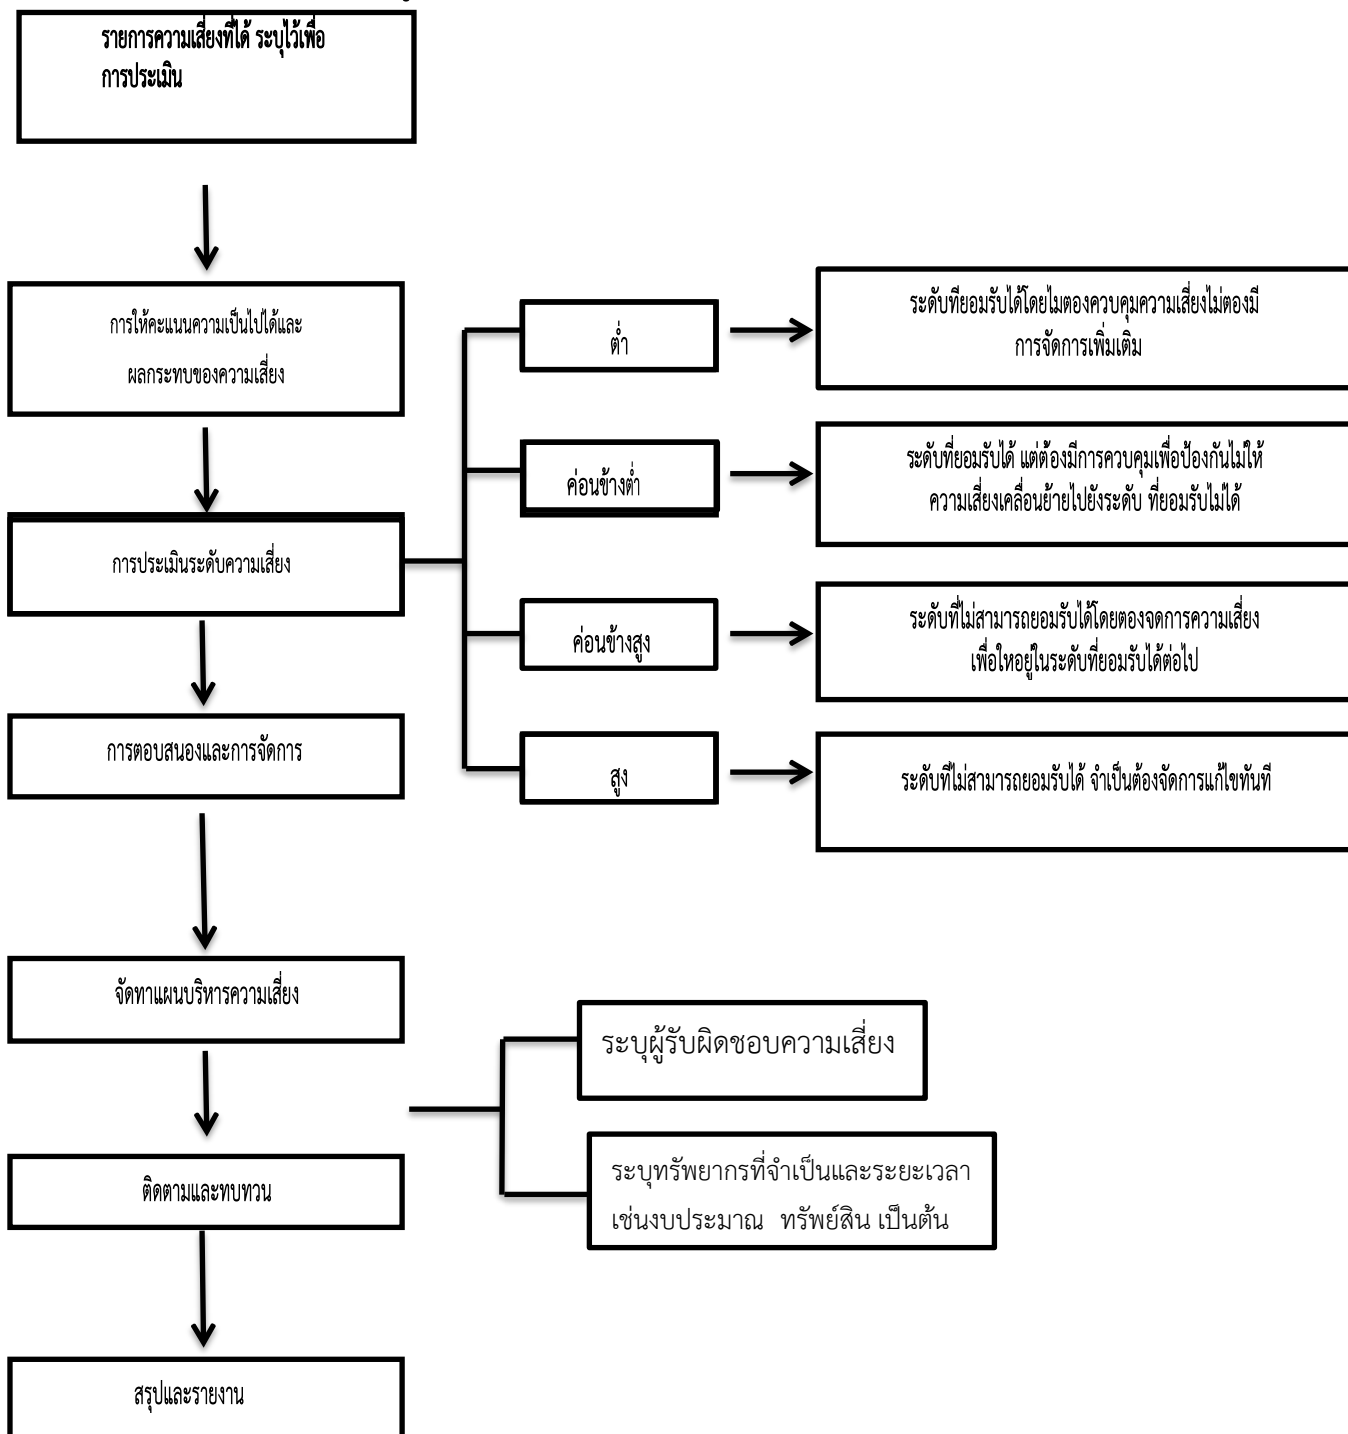 รายการความเสี่ยงที่ได้ ระบุไว้เพื่อ
การประเมิน
การให้คะแนนความเป็นไปได้และ
ผลกระทบของความเสี่ยง
การประเมินระดับความเสี่ยง
การตอบสนองและการจัดการ
จัดทาแผนบริหารความเสี่ยง
ติดตามและทบทวน
สรุปและรายงาน
ต่ำ
ระดับทียอมรับได้โดยไมตองควบคุมความเสี่ยงไม่ตองมี
การจัดการเพิ่มเติม
ค่อนข้างต่ำ
ระดับที่ยอมรับได้ แต่ต้องมีการควบคุมเพื่อป้องกันไม่ให้
ความเสี่ยงเคลื่อนย้ายไปยังระดับ ที่ยอมรับไม่ได้
ค่อนข้างสูง
ระดับที่ไม่สามารถยอมรับได้โดยตองจดการความเสี่ยง
เพื่อใหอยู่ในระดับที่ยอมรับได้ต่อไป
สูง
ระดับที่ไม่สามารถยอมรับได้ จำเป็นต้องจัดการแก้ไขทันที
ระบุผู้รับผิดชอบความเสี่ยง
ระบุทรัพยากรที่จำเป็นและระยะเวลา
เช่นงบประมาณ ทรัพย์สิน เป็นต้น